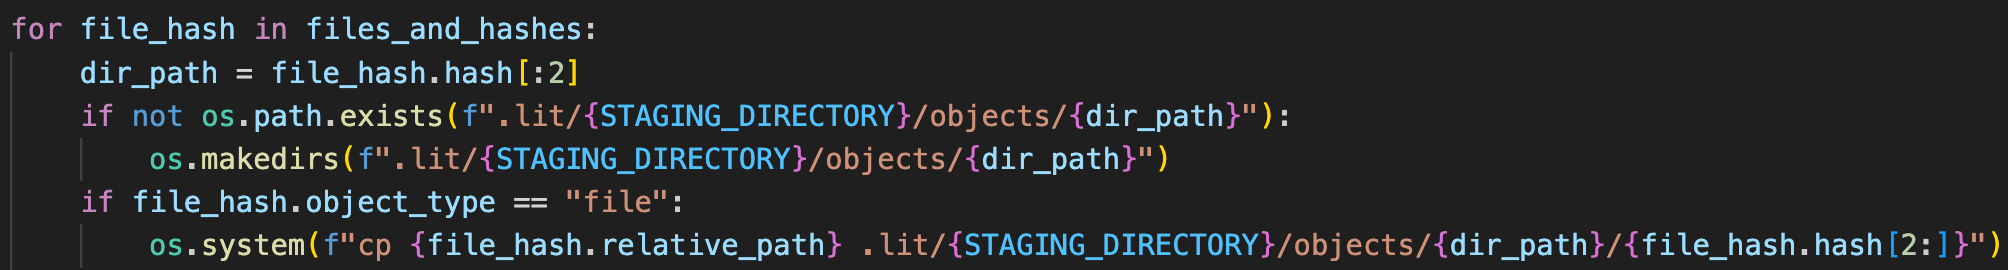 for file_hash in files_and_hashes:
    dir_path = file_hash.hash[:2]
    if not os.path.exists(f".lit/{STAGING_DIRECTORY}/objects/{dir_path}"):
        os.makedirs(f".lit/{STAGING_DIRECTORY}/objects/{dir_path}")
    if file_hash.object_type == "file":
        os.system(f"cp {file_hash.relative_path} .lit/{STAGING_DIRECTORY}/objects/{dir_path}/{file_hash.hash[2:]}")